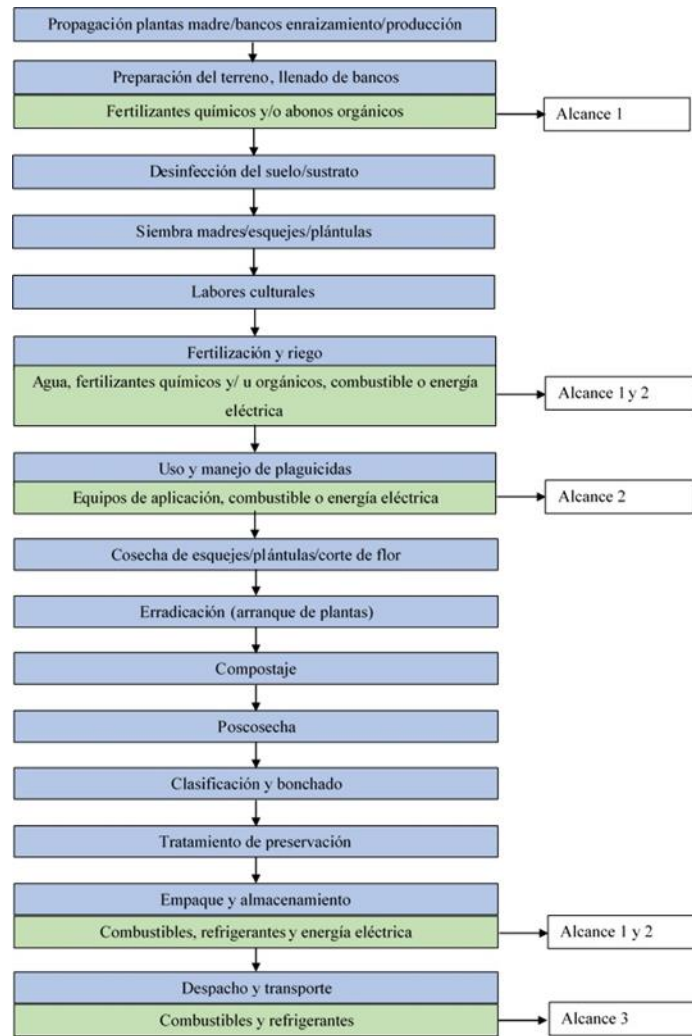 Propagación plantas madre/bancos enraizamiento/producción
Preparación del terreno, llenado de bancos
Fertilizantes químicos y/o abonos orgánicos
Alcance 1
Desinfección del suelo/sustrato
Siembra madres/esquejes/plántulas
Labores culturales
Fertilización y riego
Agua, fertilizantes químicos y/ u orgánicos, combustible o energía
eléctrica
Alcance 1 y 2
Uso y manejo de plaguicidas
Equipos de aplicación, combustible o energía eléctrica
Alcance 2
Cosecha de esquejes/plántulas/corte de flor
Erradicación (arranque de plantas)
Compostaje
Poscosecha
Clasificación y bonchado
Tratamiento de preservación
Empaque y almacenamiento
Combustibles, refrigerantes y energía eléctrica
Alcance 1 y 2
Despacho y transporte
Combustibles y refrigerantes
Alcance 3